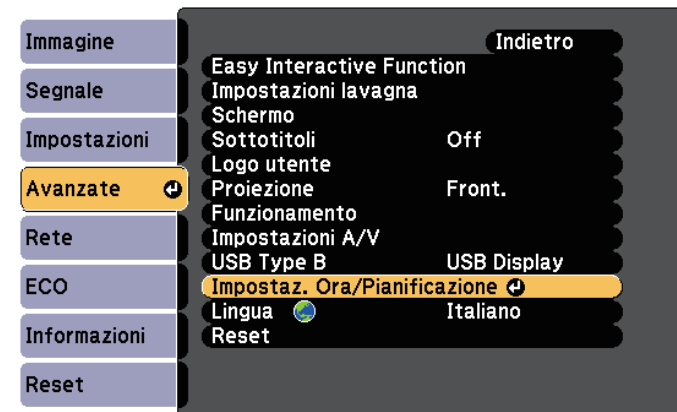 Immagine
Segnale
Impostazioni
Avanzate
Rete
ECO
Informazioni
Reset
Indietro
Easy Interactive Function
Impostazioni lavagna
Schermo
Sottotitoli Off
Logo utente
Proiezione Front.
Funzionamento
Impostazioni A/V
USB Type B USB Display
Impostaz. Ora/Pianificazione
Lingua Italiano
Reset